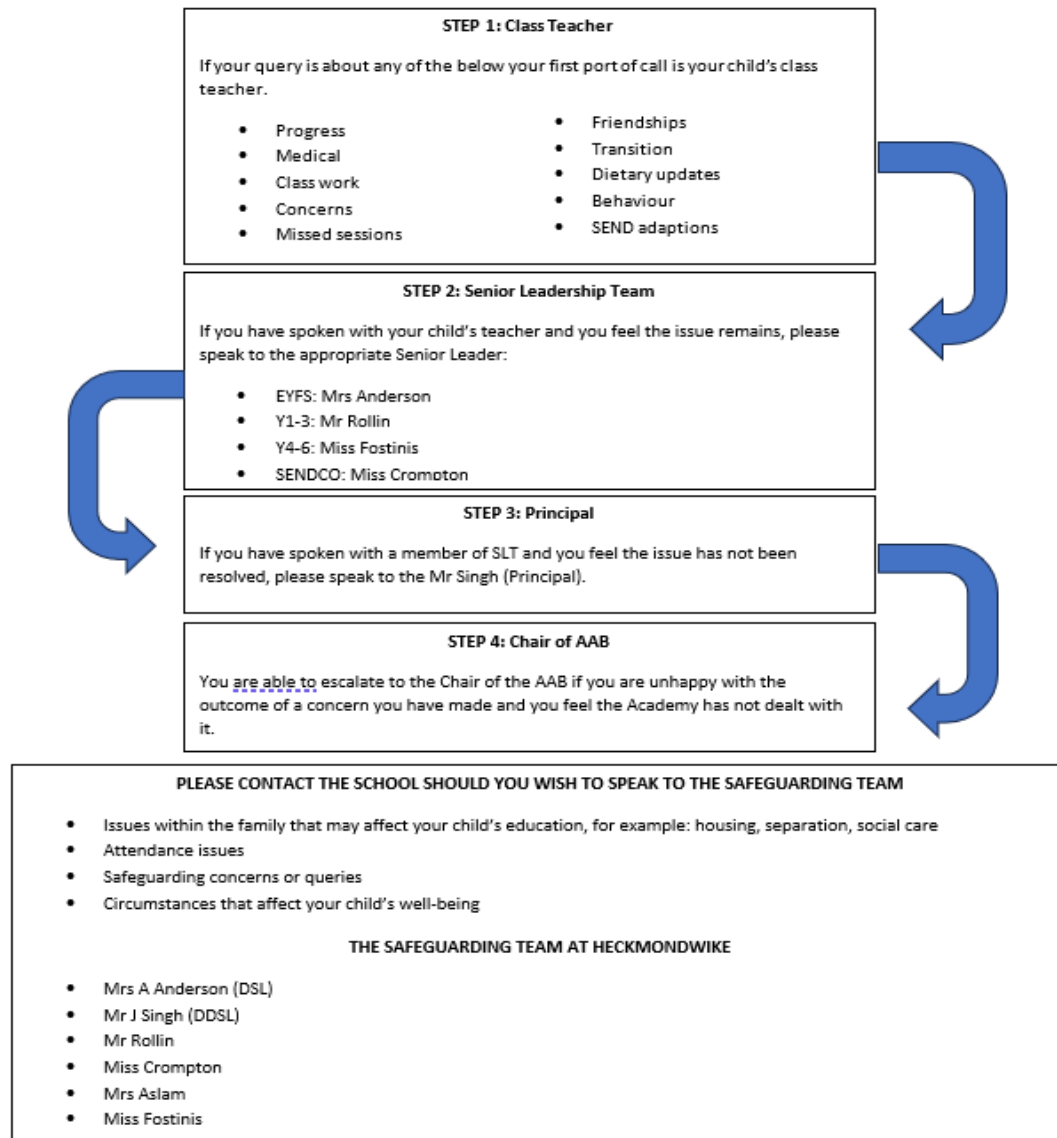 STEP 1: Class Teacher
If your query is about any of the below your first port of call is your child's class
teacher.
• Progress
• Medical
• Class work
• Concerns
• Missed sessions
• Friendships
• Transition
• Dietary updates
• Behaviour
• SEND adaptions
STEP 2: Senior Leadership Team
If you have spoken with your child's teacher and you feel the issue remains, please
speak to the appropriate Senior Leader:
• EYFS: Mrs Anderson
• Y1-3: Mr Rollin
• Y4-6: Miss Fostinis
• SENDCO: Miss Crompton
STEP 3: Principal
If you have spoken with a member of SLT and you feel the issue has not been
resolved, please speak to the Mr Singh (Principal).
STEP 4: Chair of AAB
You are able to escalate to the Chair of the AAB if you are unhappy with the
outcome of a concern you have made and you feel the Academy has not dealt with
it.
PLEASE CONTACT THE SCHOOL SHOULD YOU WISH TO SPEAK TO THE SAFEGUARDING TEAM
• Issues within the family that may affect your child's education, for example: housing, separation, social care
• Attendance issues
• Safeguarding concerns or queries
• Circumstances that affect your child's well-being
THE SAFEGUARDING TEAM AT HECKMONDWIKE
• Mrs A Anderson (DSL)
• Mr J Singh (DDSL)
• Mr Rollin
• Miss Crompton
• Mrs Aslam
• Miss Fostinis